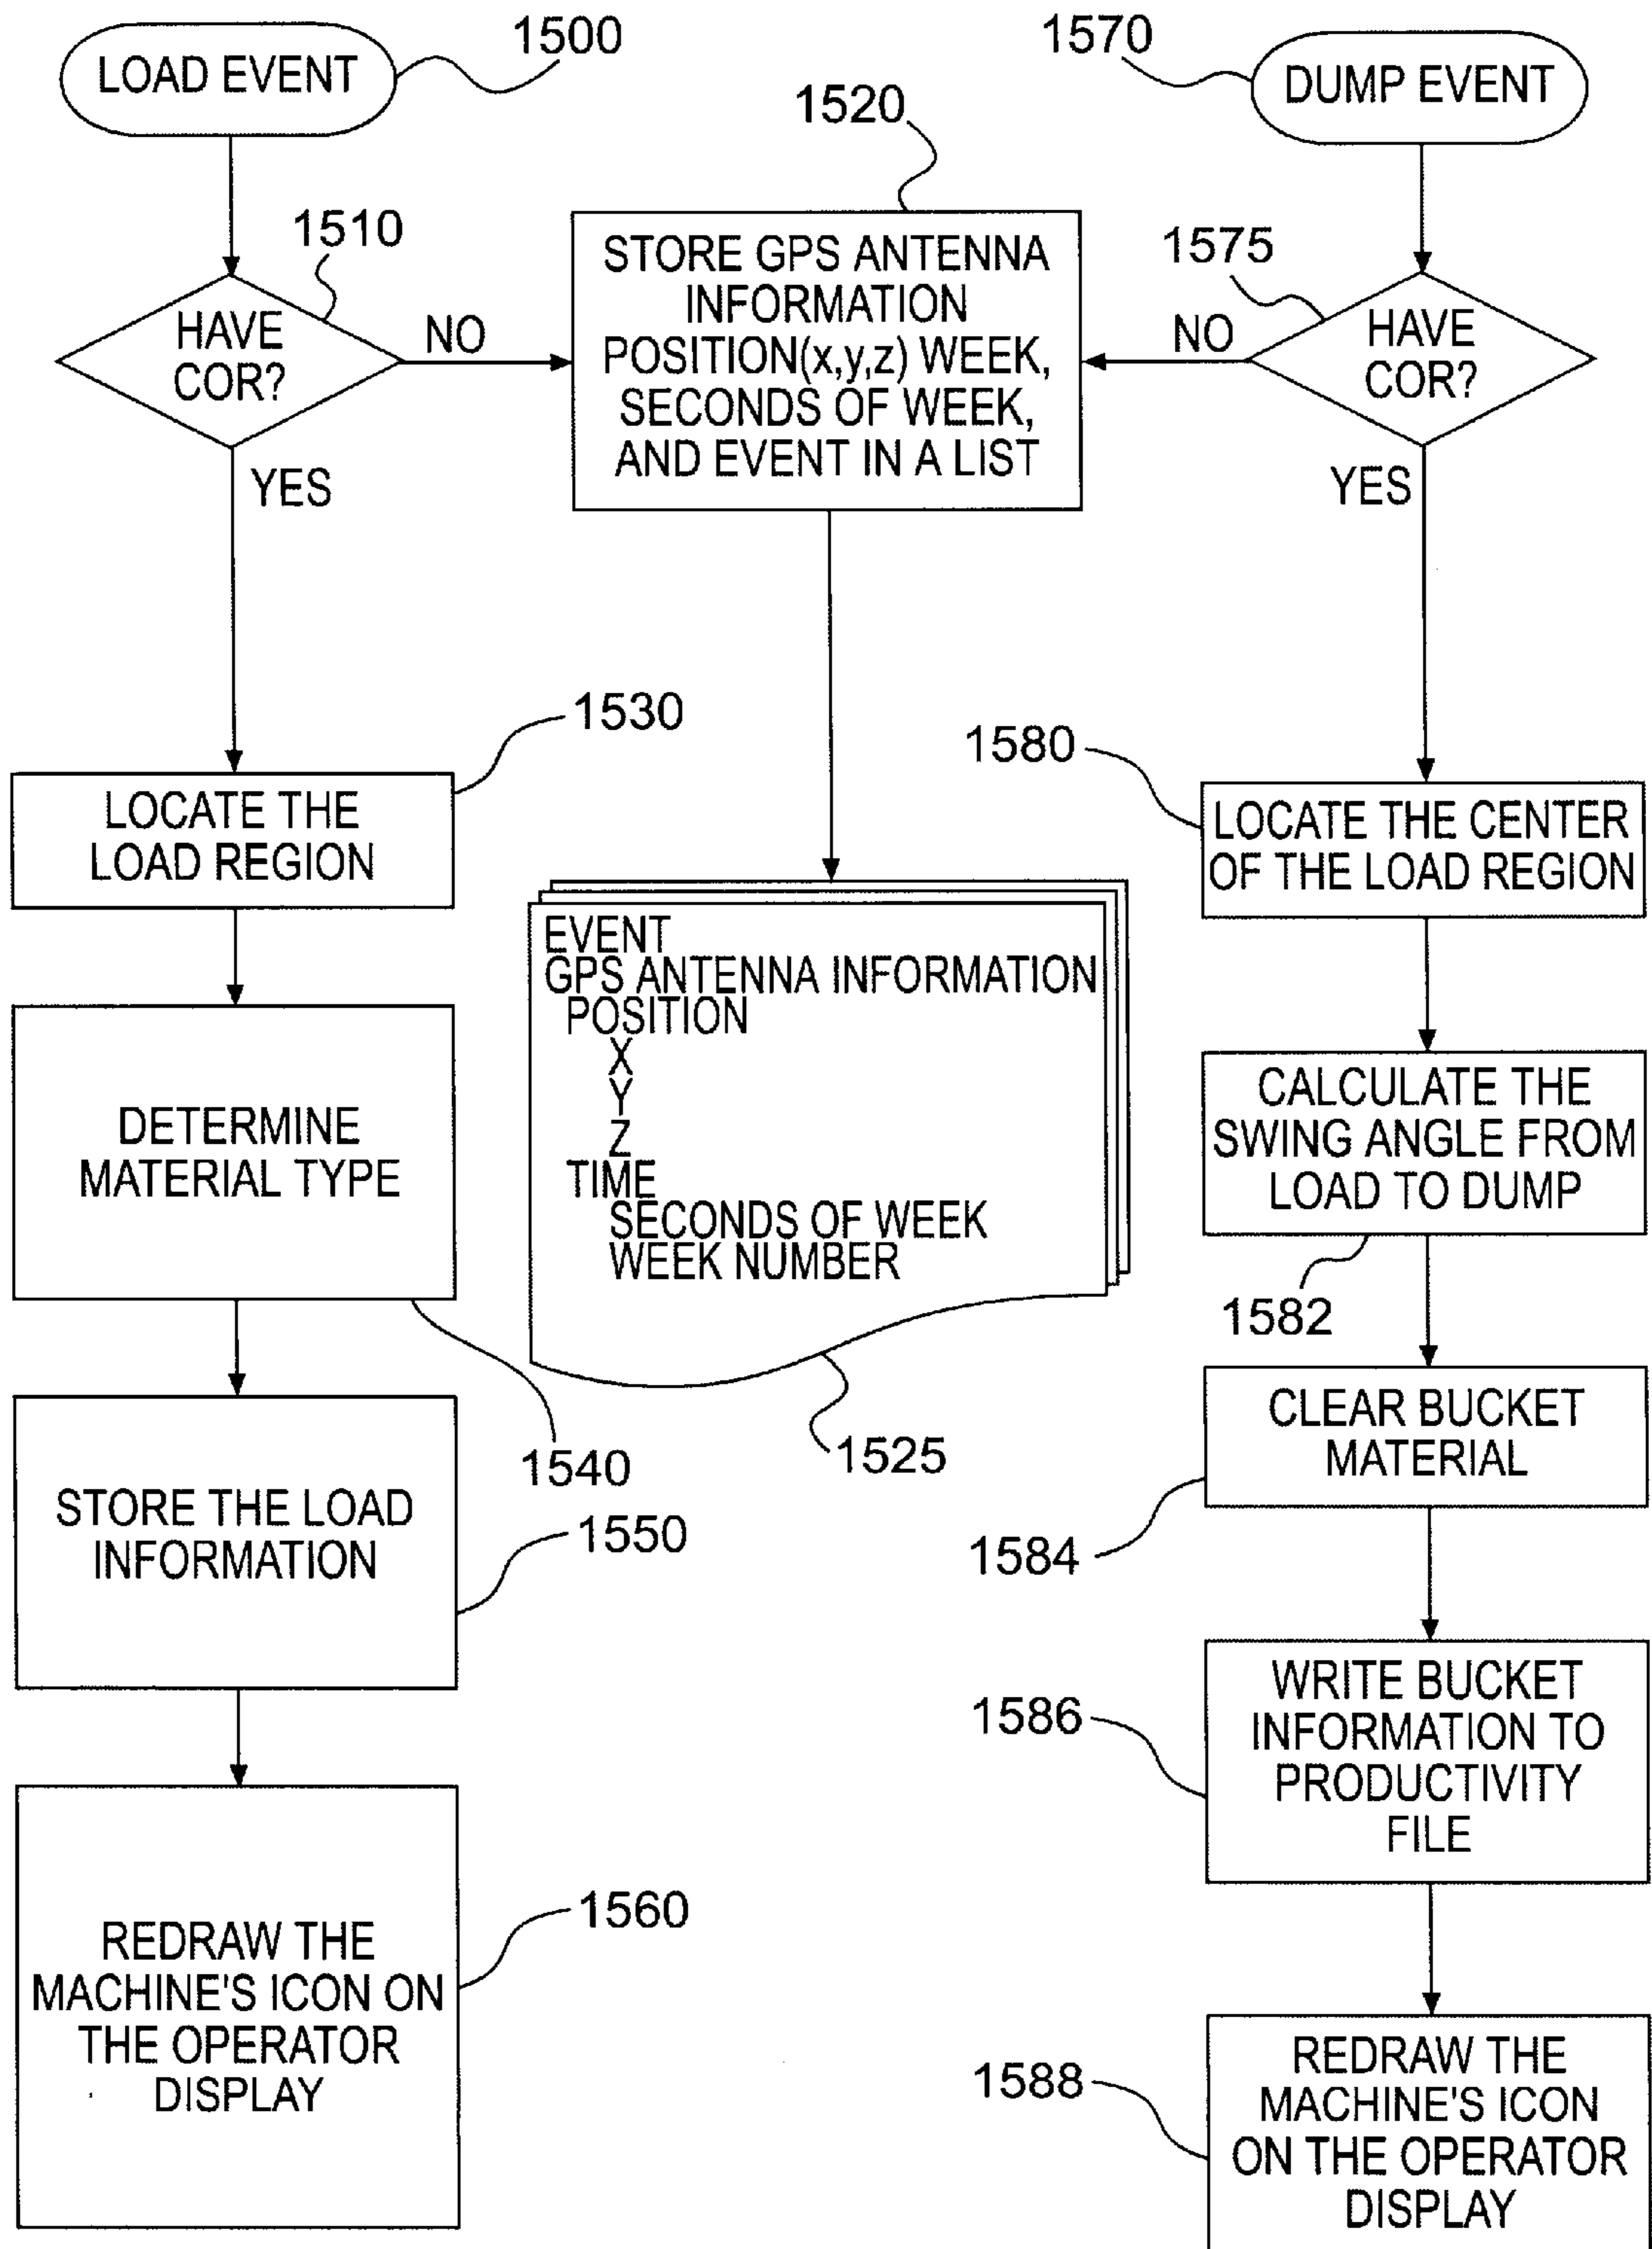 LOAD EVENT
1500
1510
HAVE
COR?
NO
YES
1520
STORE GPS ANTENNA
INFORMATION
POSITION(x,y,z) WEEK,
SECONDS OF WEEK,
AND EVENT IN A LIST
1570
DUMP EVENT
1575
HAVE
COR?
NO
YES
1530
LOCATE THE
LOAD REGION
DETERMINE
MATERIAL TYPE
1540
STORE THE LOAD
INFORMATION
1550
REDRAW THE
MACHINE'S ICON ON
THE OPERATOR
DISPLAY
1560
EVENT
GPS ANTENNA INFORMATION
POSITION
X
Y
Z
TIME
SECONDS OF WEEK
WEEK NUMBER
1525
1580
LOCATE THE CENTER
OF THE LOAD REGION
CALCULATE THE
SWING ANGLE FROM
LOAD TO DUMP
1582
CLEAR BUCKET
MATERIAL
1584
WRITE BUCKET
INFORMATION TO
PRODUCTIVITY
FILE
1586
REDRAW THE
MACHINE'S ICON
ON THE OPERATOR
DISPLAY
1588